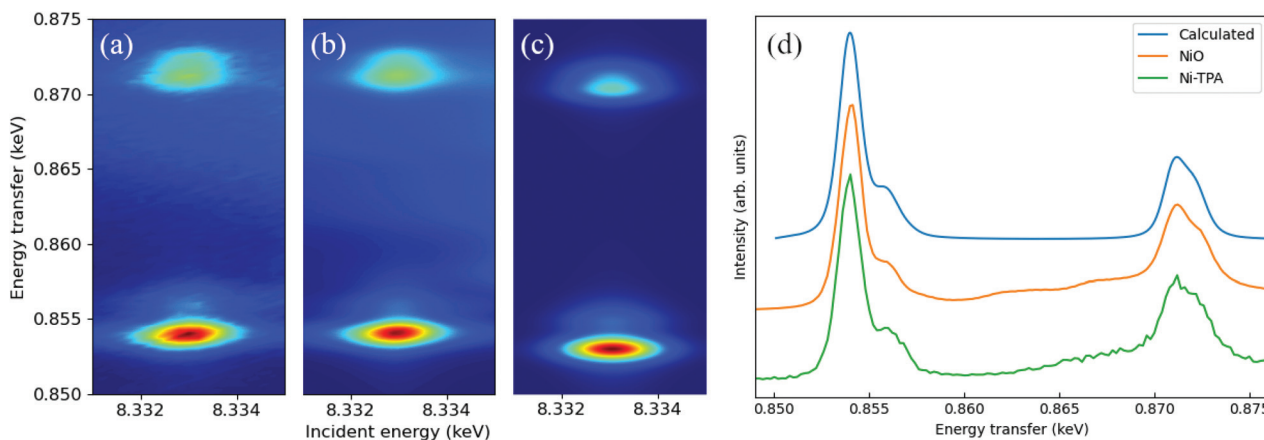 (a)
(b)
(c)
(d)
0.875
0.870
0.865
0.860
0.855
0.850
Energy transfer (keV)
8.332 8.334
8.332 8.334
8.332 8.334
Incident energy (keV)
Calculated
NiO
Ni-TPA
Intensity (arb. units)
0.850 0.855 0.860 0.865 0.870 0.875
Energy transfer (keV)